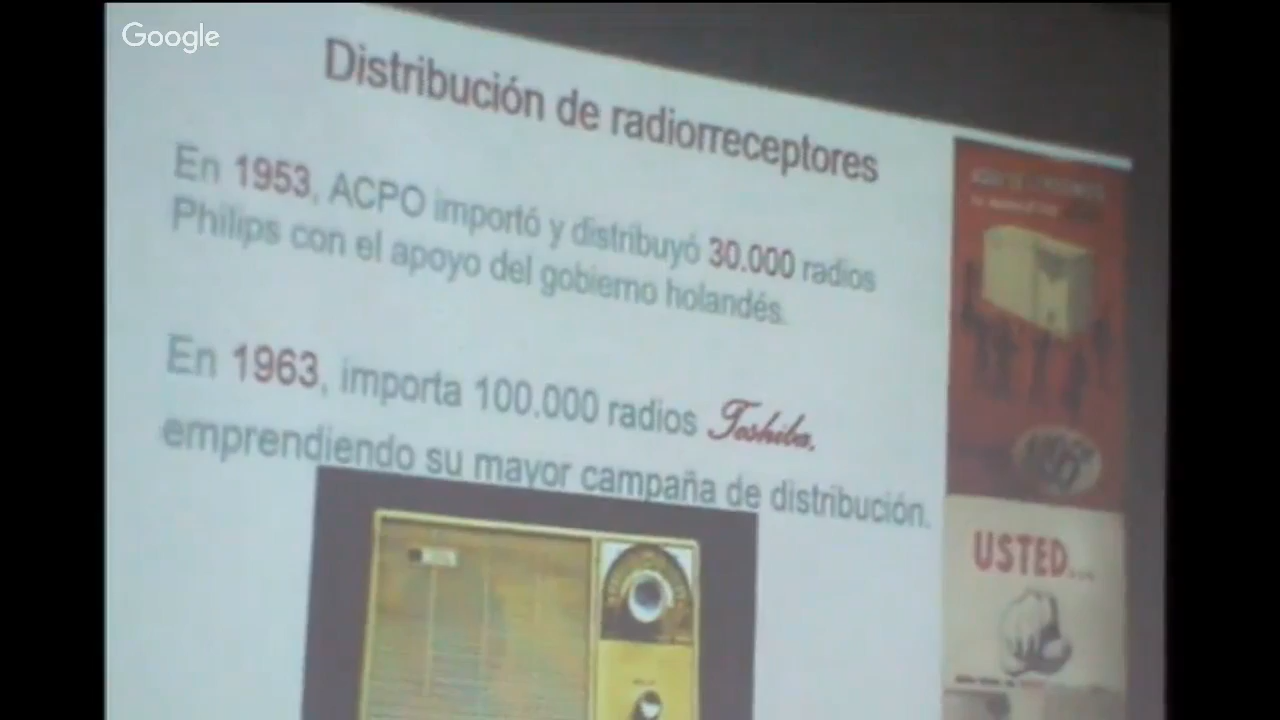 Google
Distribución de radiorreceptores
En 1953, ACPO importó y distribuyó 30.000 radios
Philips con el apoyo del gobierno holandés.
En 1963, importa 100.000 radios Toshiba,
emprendiendo su mayor campaña de distribución.
USTED...